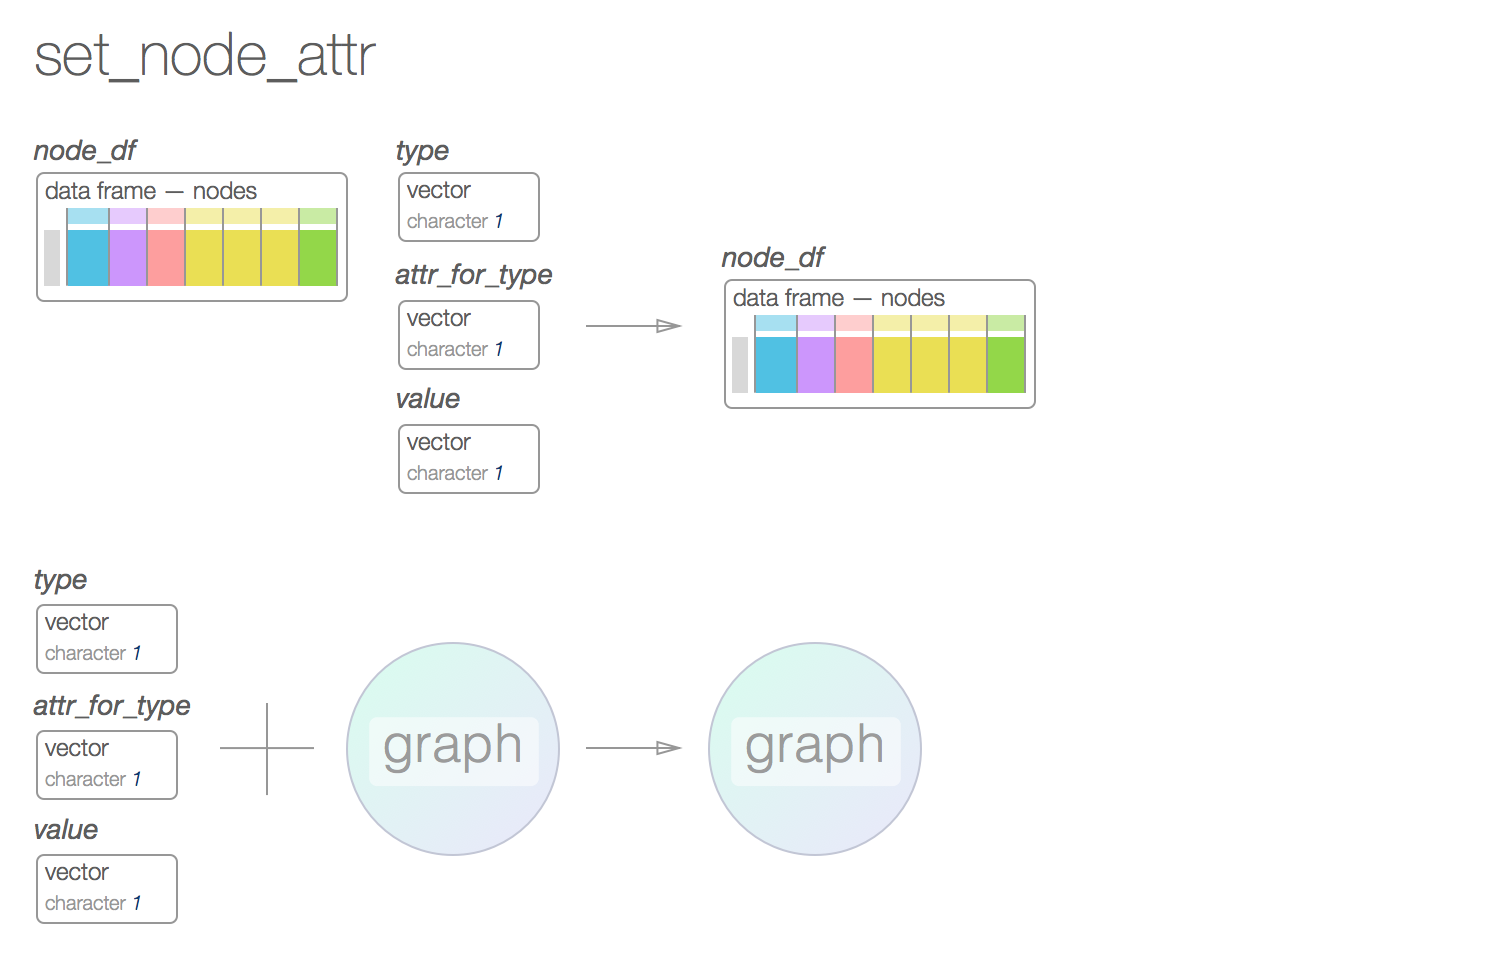 set_node_attr
node_df
data frame — nodes
type
vector
character 1
attr_for_type
vector
character 1
value
vector
character 1
node_df
data frame — nodes
type
vector
character 1
attr_for_type
vector
character 1
value
vector
character 1
graph
graph